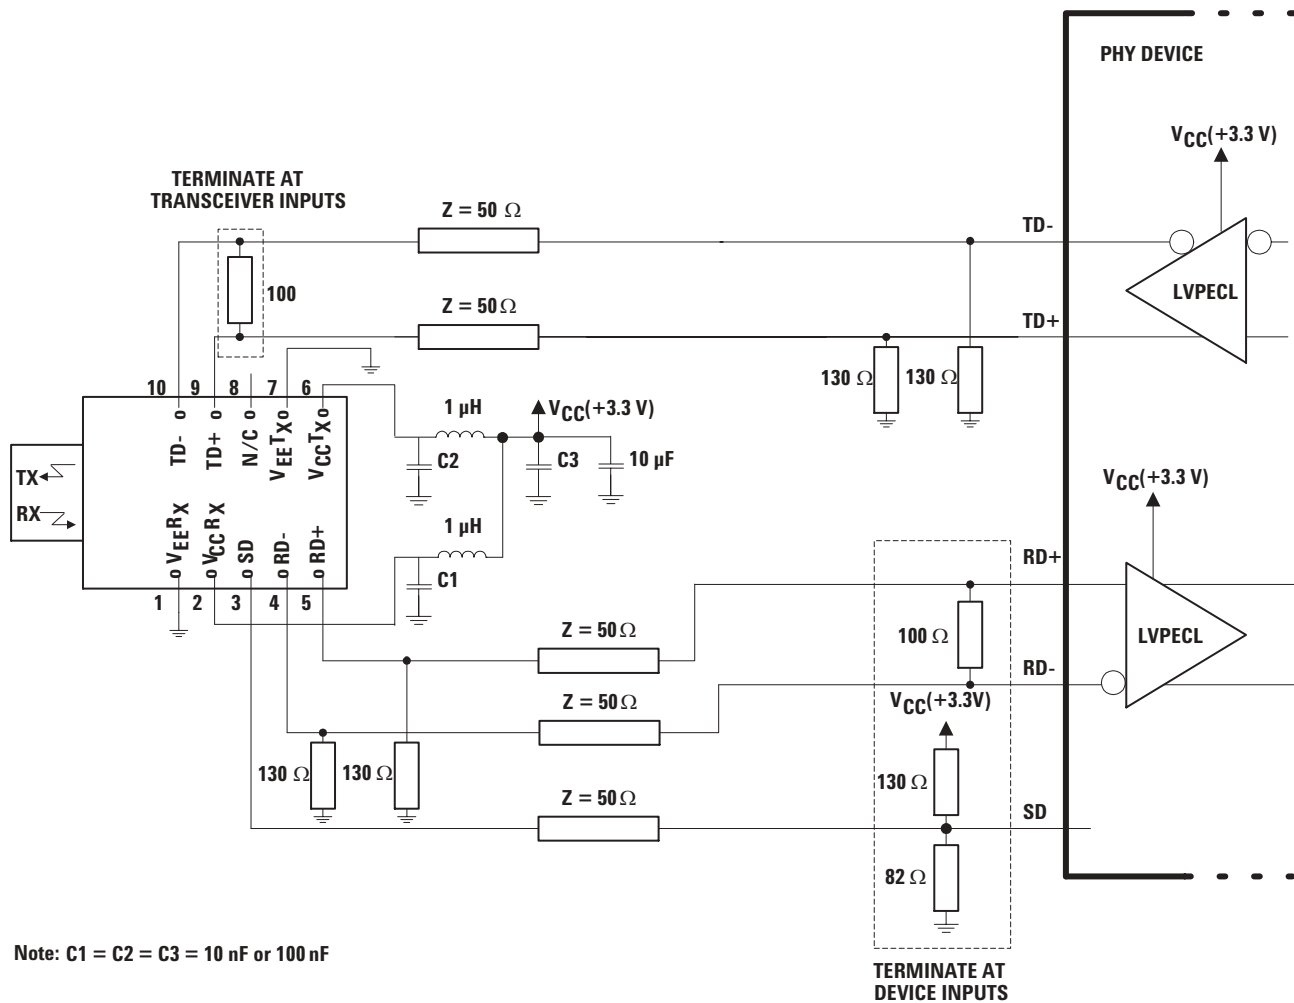 PHY DEVICE
VCC(+3.3 V)
TERMINATE AT
TRANSCEIVER INPUTS
Z = 50 Ω
TD-
LVPECL
100
Z = 50 Ω
TD+
130 Ω
130 Ω
10
9
8
7
6
TD-
TD+
N/C
VEETX
VCCTX
1 µH
VCC(+3.3 V)
C2
C3
10 µF
TX
RX
VEERX
VCCRX
SD
RD-
RD+
1 µH
C1
1
2
3
4
5
VCC(+3.3 V)
RD+
LVPECL
100 Ω
RD-
Z = 50 Ω
Z = 50 Ω
VCC(+3.3V)
130 Ω
130 Ω
130 Ω
Z = 50 Ω
SD
82 Ω
Note: C1 = C2 = C3 = 10 nF or 100 nF
TERMINATE AT
DEVICE INPUTS